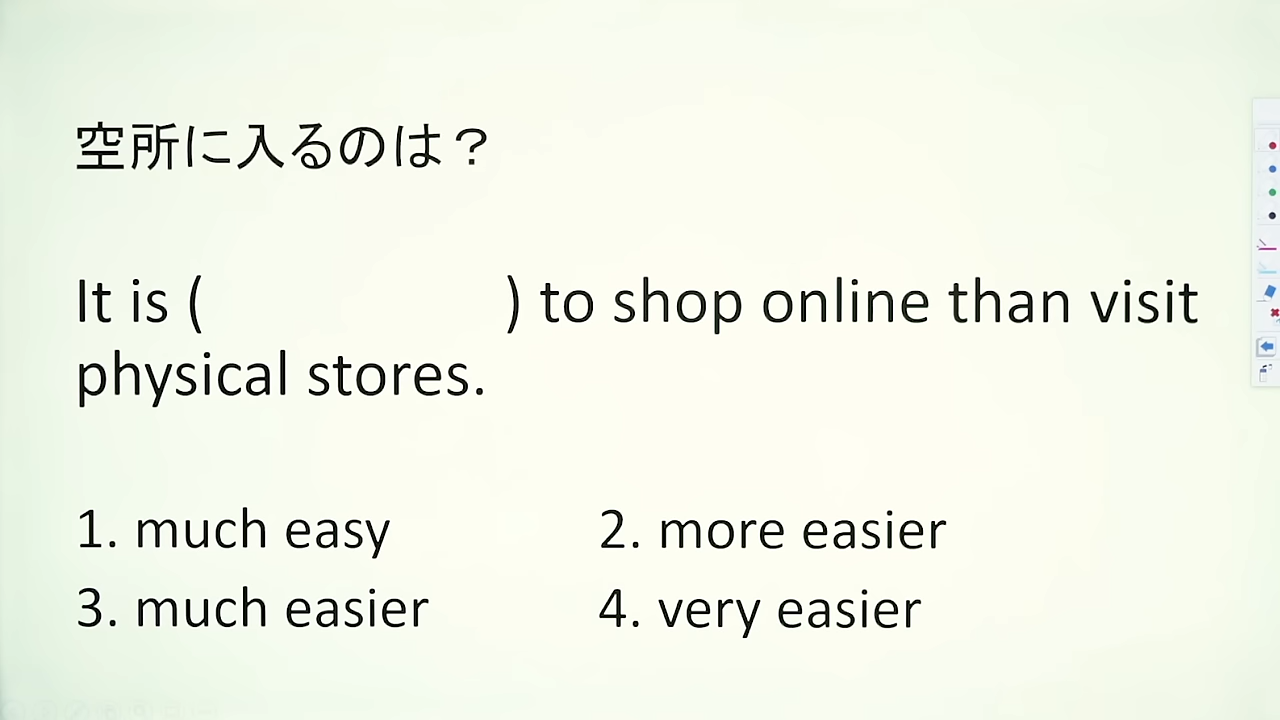 空所に入るのは？
It is (                    ) to shop online than visit
physical stores.
1. much easy 2. more easier
3. much easier 4. very easier